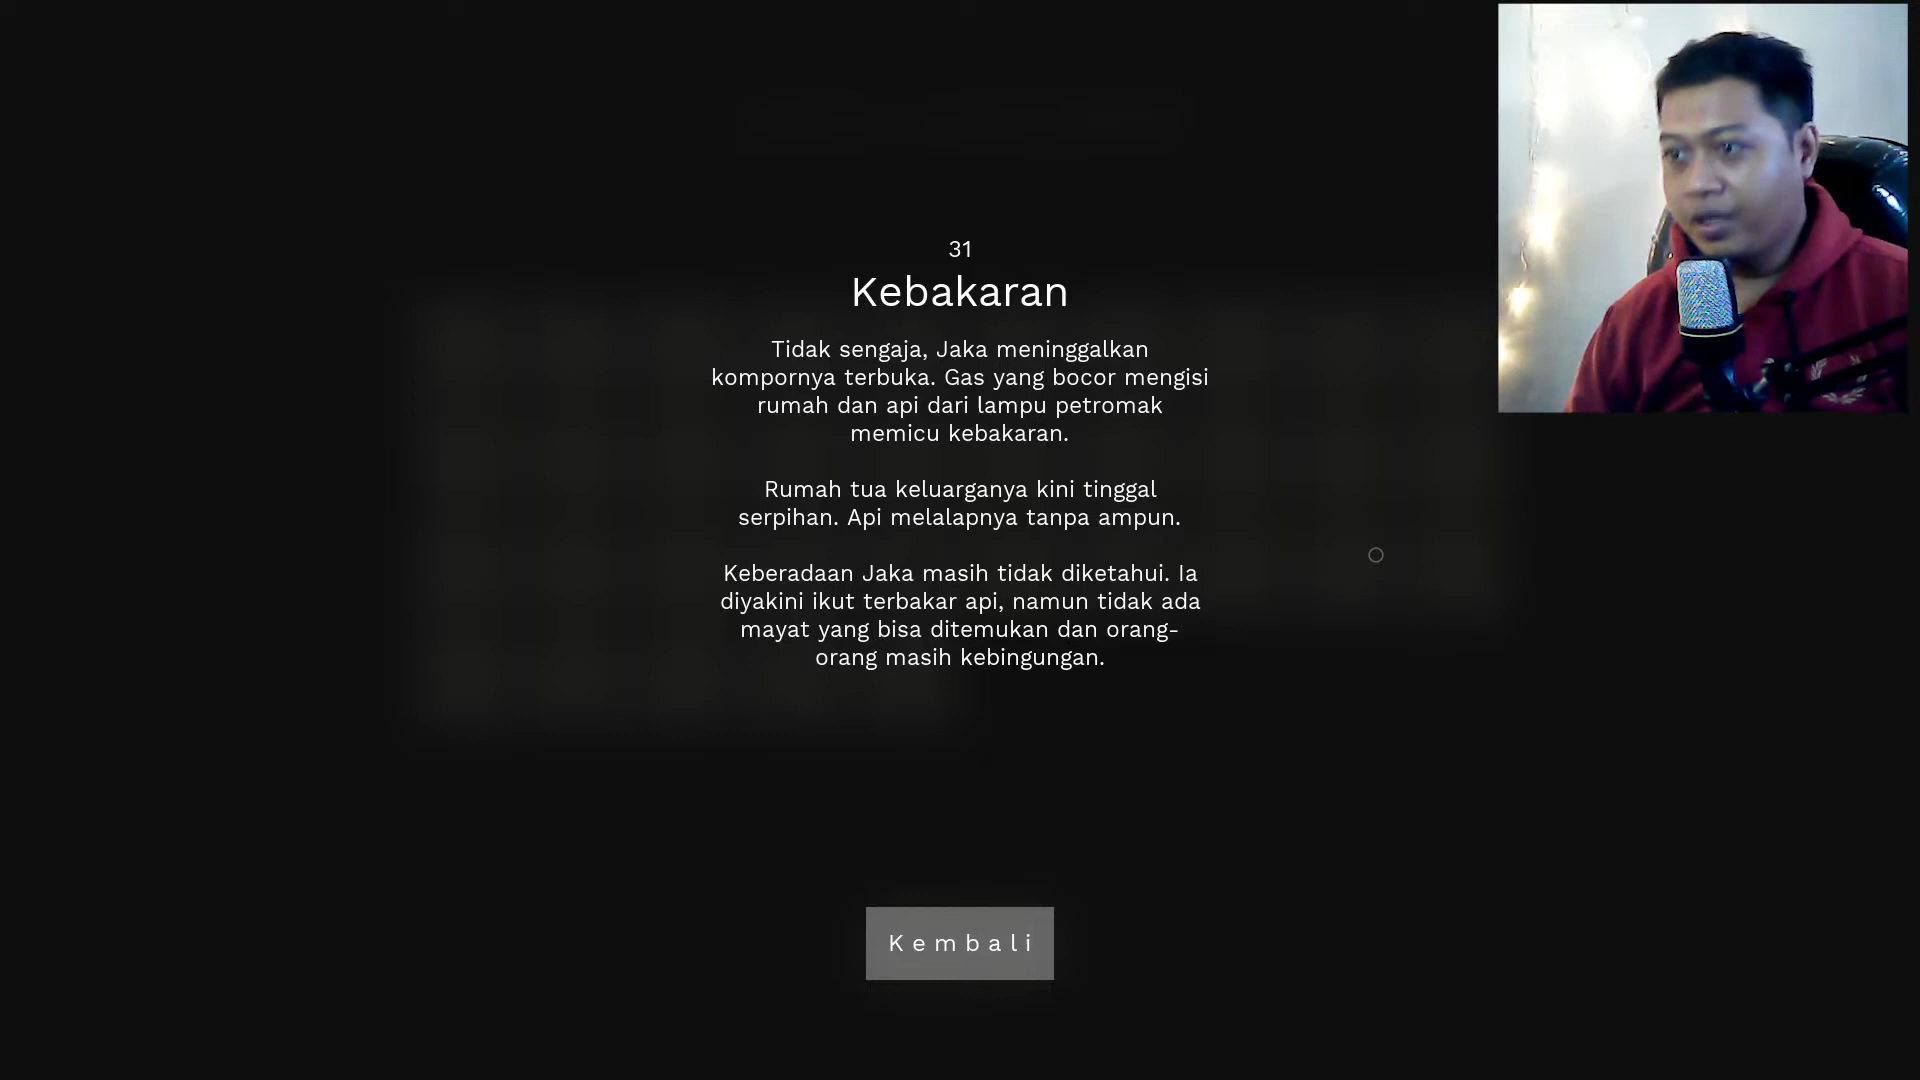 31
Kebakaran
Tidak sengaja, Jaka meninggalkan
kompornya terbuka. Gas yang bocor mengisi
rumah dan api dari lampu petromak
memicu kebakaran.
Rumah tua keluarganya kini tinggal
serpihan. Api melalapnya tanpa ampun.
Keberadaan Jaka masih tidak diketahui. Ia
diyakini ikut terbakar api, namun tidak ada
mayat yang bisa ditemukan dan orang-
orang masih kebingungan.
Kembali